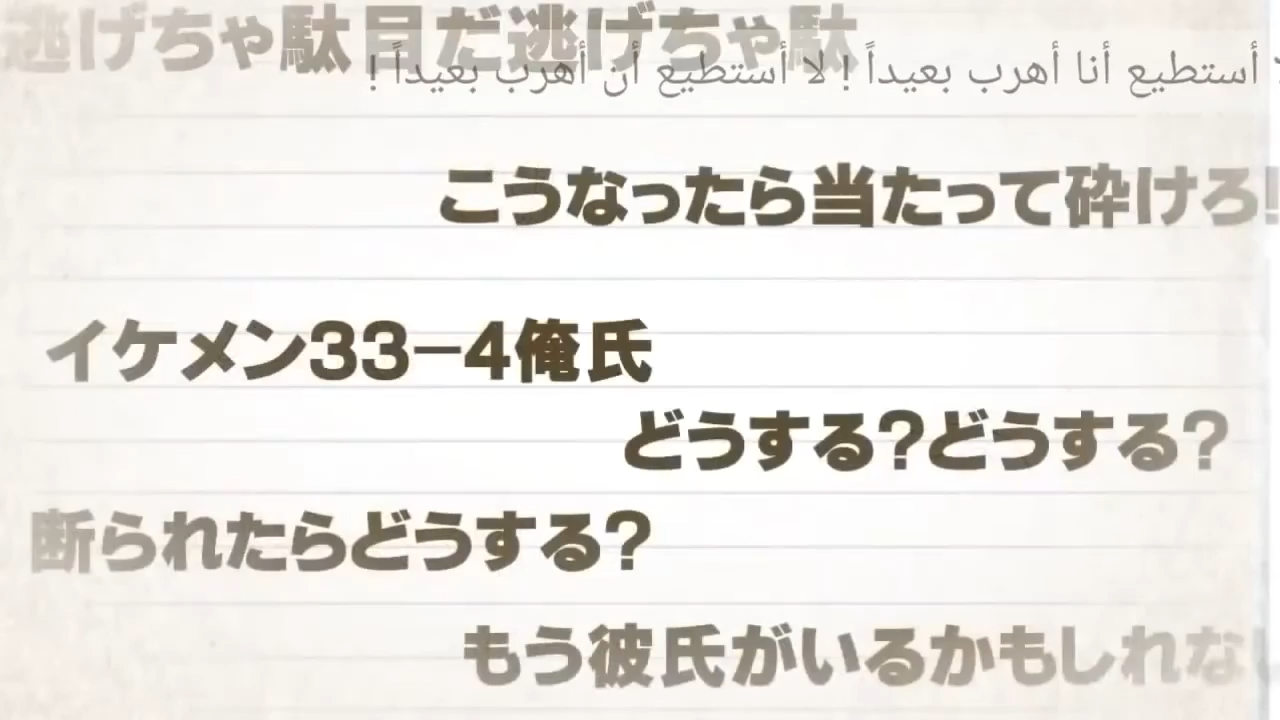 逃げちゃ駄目だ逃げちゃ駄
أستطيع أنا أهرب بعيداً ! لا أستطيع أن أهرب بعيداً !
こうなったら当たって砕けろ!
イケメン33−4俺氏
どうする?どうする?
断られたらどうする?
もう彼氏がいるかもしれな